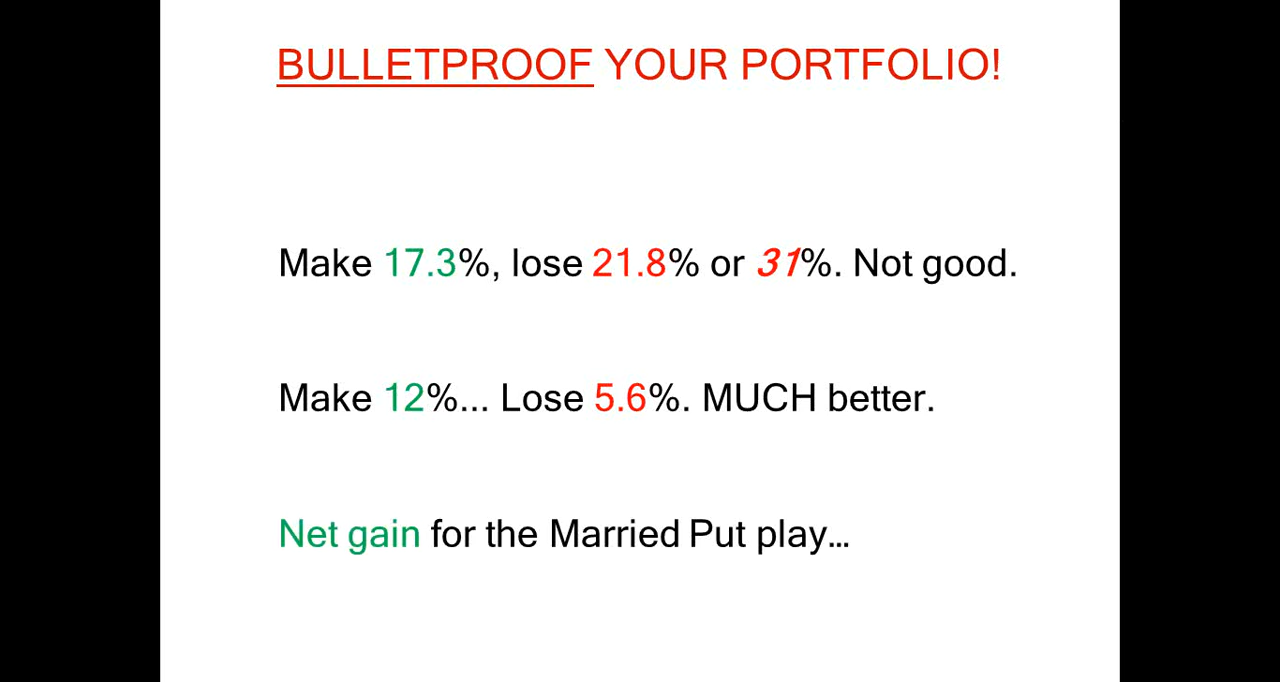 BULLETPROOF YOUR PORTFOLIO!
Make 17.3%, lose 21.8% or 31%. Not good.
Make 12%... Lose 5.6%. MUCH better.
Net gain for the Married Put play...